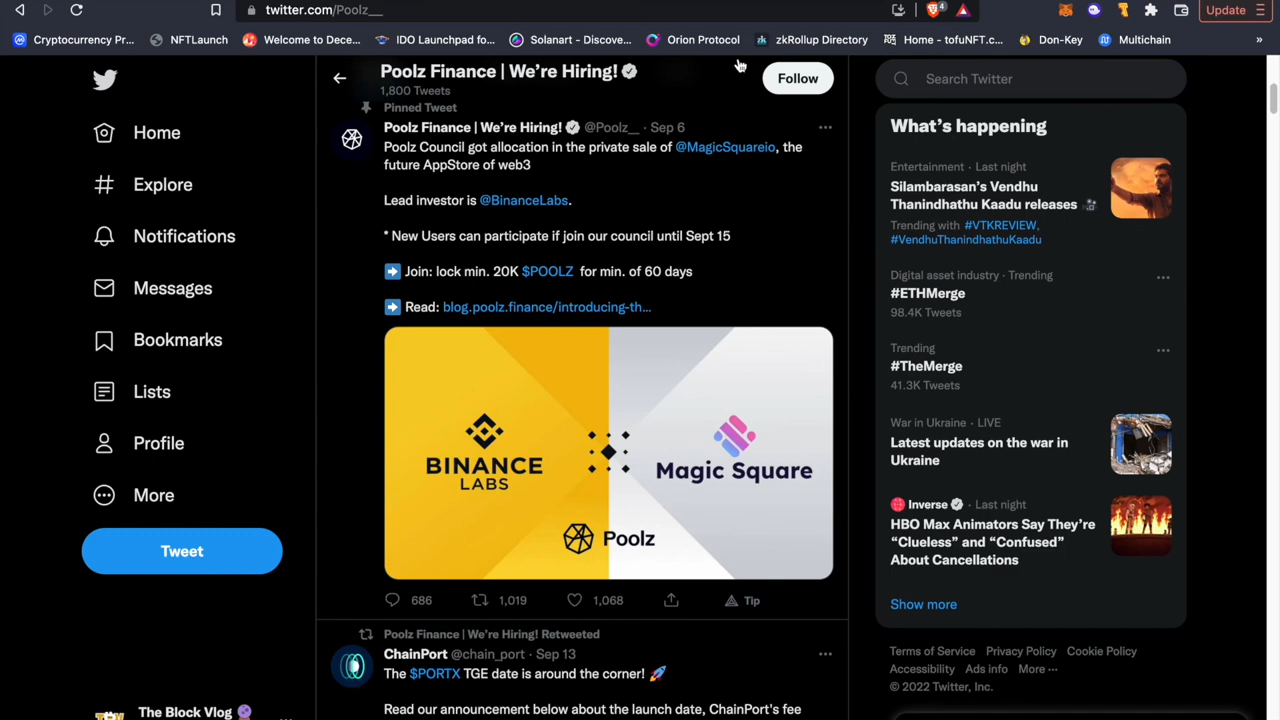 twitter.com/Poolz__
4
Update
Cryptocurrency Pr...
NFTLaunch
Welcome to Dece...
IDO Launchpad fo...
Solanart - Discove...
Orion Protocol
zkRollup Directory
Home - tofuNFT.c...
Don-Key
Multichain
»
Home
Explore
Notifications
Messages
Bookmarks
Lists
Profile
More
Tweet
The Block Vlog
Poolz Finance | We're Hiring!
1,800 Tweets
Follow
Pinned Tweet
Poolz Finance | We're Hiring! @Poolz__ · Sep 6
Poolz Council got allocation in the private sale of @MagicSquareio, the
future AppStore of web3
Lead investor is @BinanceLabs.
* New Users can participate if join our council until Sept 15
➡ Join: lock min. 20K $POOLZ for min. of 60 days
➡ Read: blog.poolz.finance/introducing-th...
BINANCE
LABS
Magic Square
Poolz
686 1,019 1,068 Tip
Poolz Finance | We're Hiring! Retweeted
ChainPort @chain_port · Sep 13
The $PORTX TGE date is around the corner! 🚀
Read our announcement below about the launch date, ChainPort's fee
Search Twitter
What's happening
Entertainment · Last night
Silambarasan's Vendhu
Thanindhathu Kaadu releases
Trending with #VTKREVIEW,
#VendhuThanindhathuKaadu
Digital asset industry · Trending
#ETHMerge
98.4K Tweets
Trending
#TheMerge
41.3K Tweets
War in Ukraine · LIVE
Latest updates on the war in
Ukraine
Inverse · Last night
HBO Max Animators Say They're
"Clueless" and "Confused"
About Cancellations
Show more
Terms of Service Privacy Policy Cookie Policy
Accessibility Ads info More ···
© 2022 Twitter, Inc.